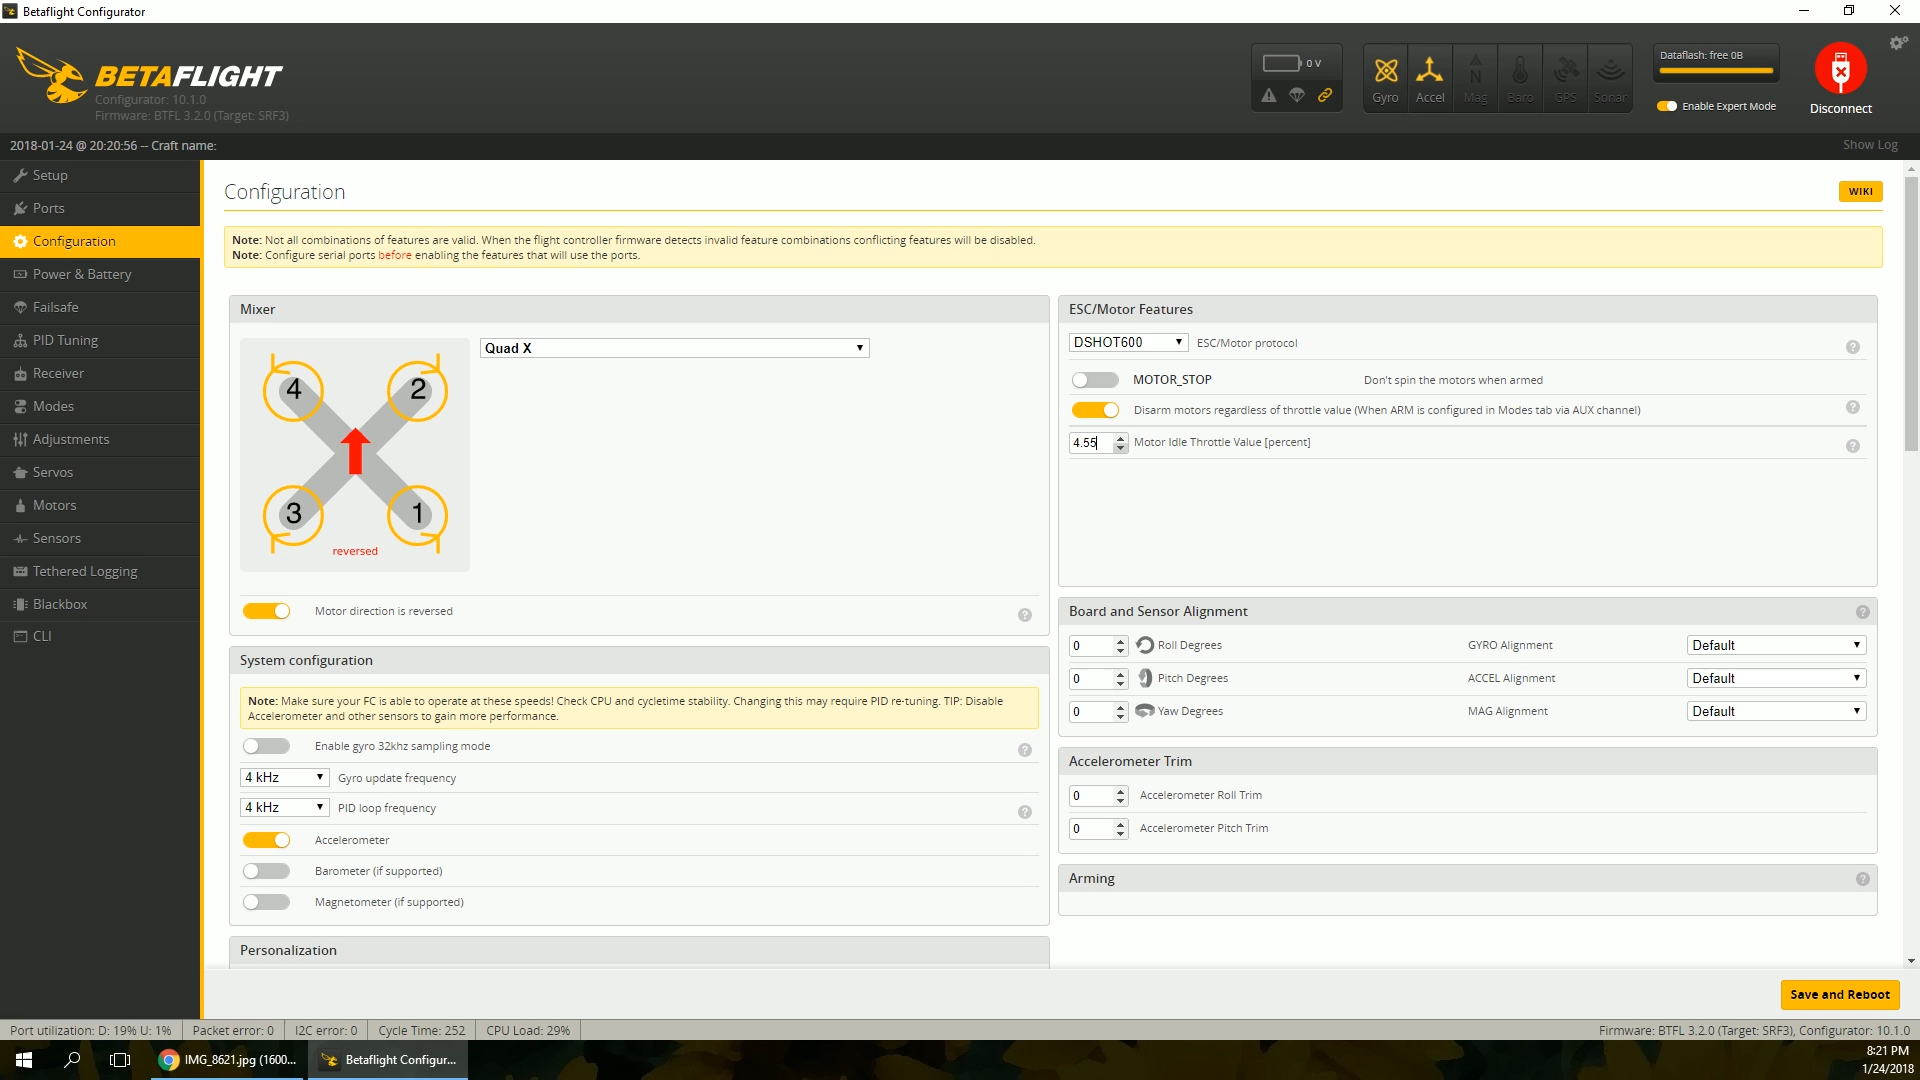 Betaflight Configurator
BETAFLIGHT
Configurator: 10.1.0
Firmware: BTFL 3.2.0 (Target: SRF3)
0 V
Gyro
Accel
Mag
Baro
GPS
Sonar
Dataflash: free 0B
Enable Expert Mode
Disconnect
2018-01-24 @ 20:20:56 -- Craft name:
Show Log
Setup
Ports
Configuration
Power & Battery
Failsafe
PID Tuning
Receiver
Modes
Adjustments
Servos
Motors
Sensors
Tethered Logging
Blackbox
CLI
Configuration
WIKI
Note: Not all combinations of features are valid. When the flight controller firmware detects invalid feature combinations conflicting features will be disabled.
Note: Configure serial ports before enabling the features that will use the ports.
Mixer
Quad X
4
2
3
1
reversed
Motor direction is reversed
System configuration
Note: Make sure your FC is able to operate at these speeds! Check CPU and cycletime stability. Changing this may require PID re-tuning. TIP: Disable
Accelerometer and other sensors to gain more performance.
Enable gyro 32khz sampling mode
4 kHz Gyro update frequency
4 kHz PID loop frequency
Accelerometer
Barometer (if supported)
Magnetometer (if supported)
Personalization
ESC/Motor Features
DSHOT600 ESC/Motor protocol
MOTOR_STOP Don't spin the motors when armed
Disarm motors regardless of throttle value (When ARM is configured in Modes tab via AUX channel)
4.55 Motor Idle Throttle Value [percent]
Board and Sensor Alignment
0 Roll Degrees GYRO Alignment Default
0 Pitch Degrees ACCEL Alignment Default
0 Yaw Degrees MAG Alignment Default
Accelerometer Trim
0 Accelerometer Roll Trim
0 Accelerometer Pitch Trim
Arming
Save and Reboot
Port utilization: D: 19% U: 1% Packet error: 0 I2C error: 0 Cycle Time: 252 CPU Load: 29% Firmware: BTFL 3.2.0 (Target: SRF3), Configurator: 10.1.0
IMG_8621.jpg (1600... Betaflight Configur...
8:21 PM
1/24/2018